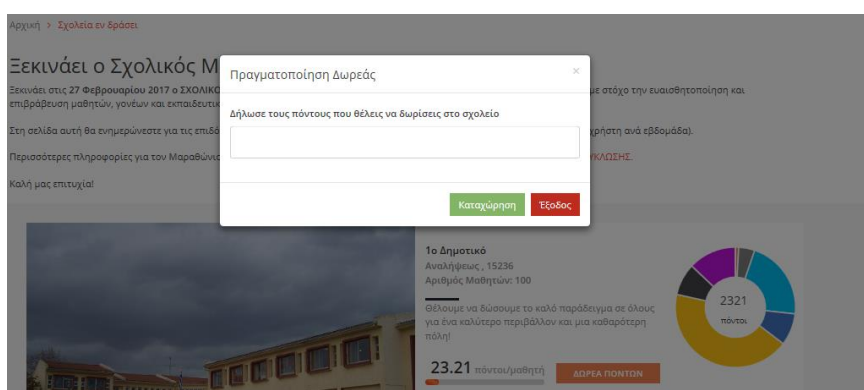 Αρχική > Σχολεία εν δράσει
Ξεκινάει ο Σχολικός Μ
Ξεκινάει στις 27 Φεβρουαρίου 2017 ο ΣΧΟΛΙΚΟ
με στόχο την ευαισθητοποίηση και
επιβράβευση μαθητών, γονέων και εκπαιδευτικ
Στη σελίδα αυτή θα ενημερώνεστε για τις επιδό
χρήστη ανά εβδομάδα).
Περισσότερες πληροφορίες για τον Μαραθώνιο
ΥΚΛΩΣΗΣ.
Καλή μας επιτυχία!
Πραγματοποίηση Δωρεάς ×
Δήλωσε τους πόντους που θέλεις να δωρίσεις στο σχολείο
Καταχώρηση Έξοδος
1ο Δημοτικό
Αναλήψεως , 15236
Αριθμός Μαθητών: 100
Θέλουμε να δώσουμε το καλό παράδειγμα σε όλους
για ένα καλύτερο περιβάλλον και μια καθαρότερη
πόλη!
23.21 πόντοι/μαθητή
ΔΩΡΕΑ ΠΟΝΤΩΝ
2321
πόντοι